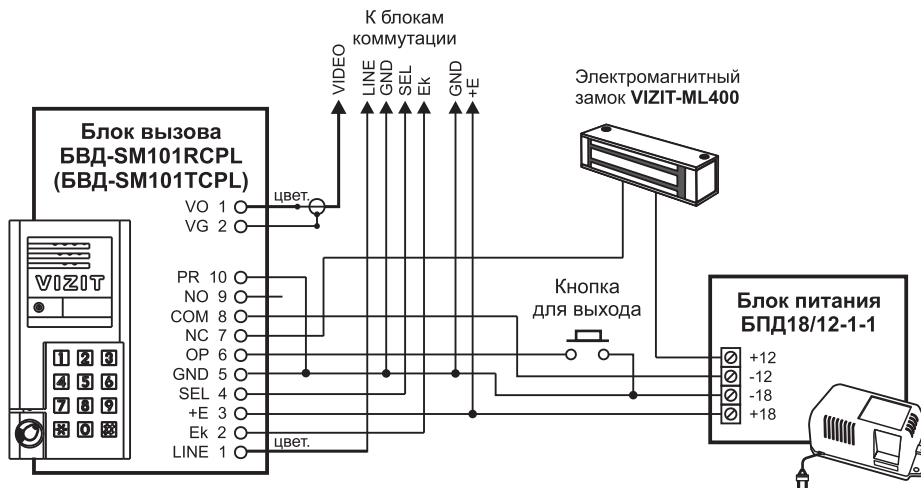 К блокам
коммутации
VIDEO
LINE
GND
SEL
Ek
GND
+E
Электромагнитный
замок VIZIT-ML400
Блок вызова
БВД-SM101RCPL
(БВД-SM101TCPL)
VO 1
цвет.
VG 2
VIZIT
PR 10
NO 9
COM 8
NC 7
OP 6
GND 5
SEL 4
+E 3
Ek 2
LINE 1
цвет.
1 2 3
4 5 6
7 8 9
* 0 #
Кнопка
для выхода
Блок питания
БПД18/12-1-1
+12
-12
-18
+18